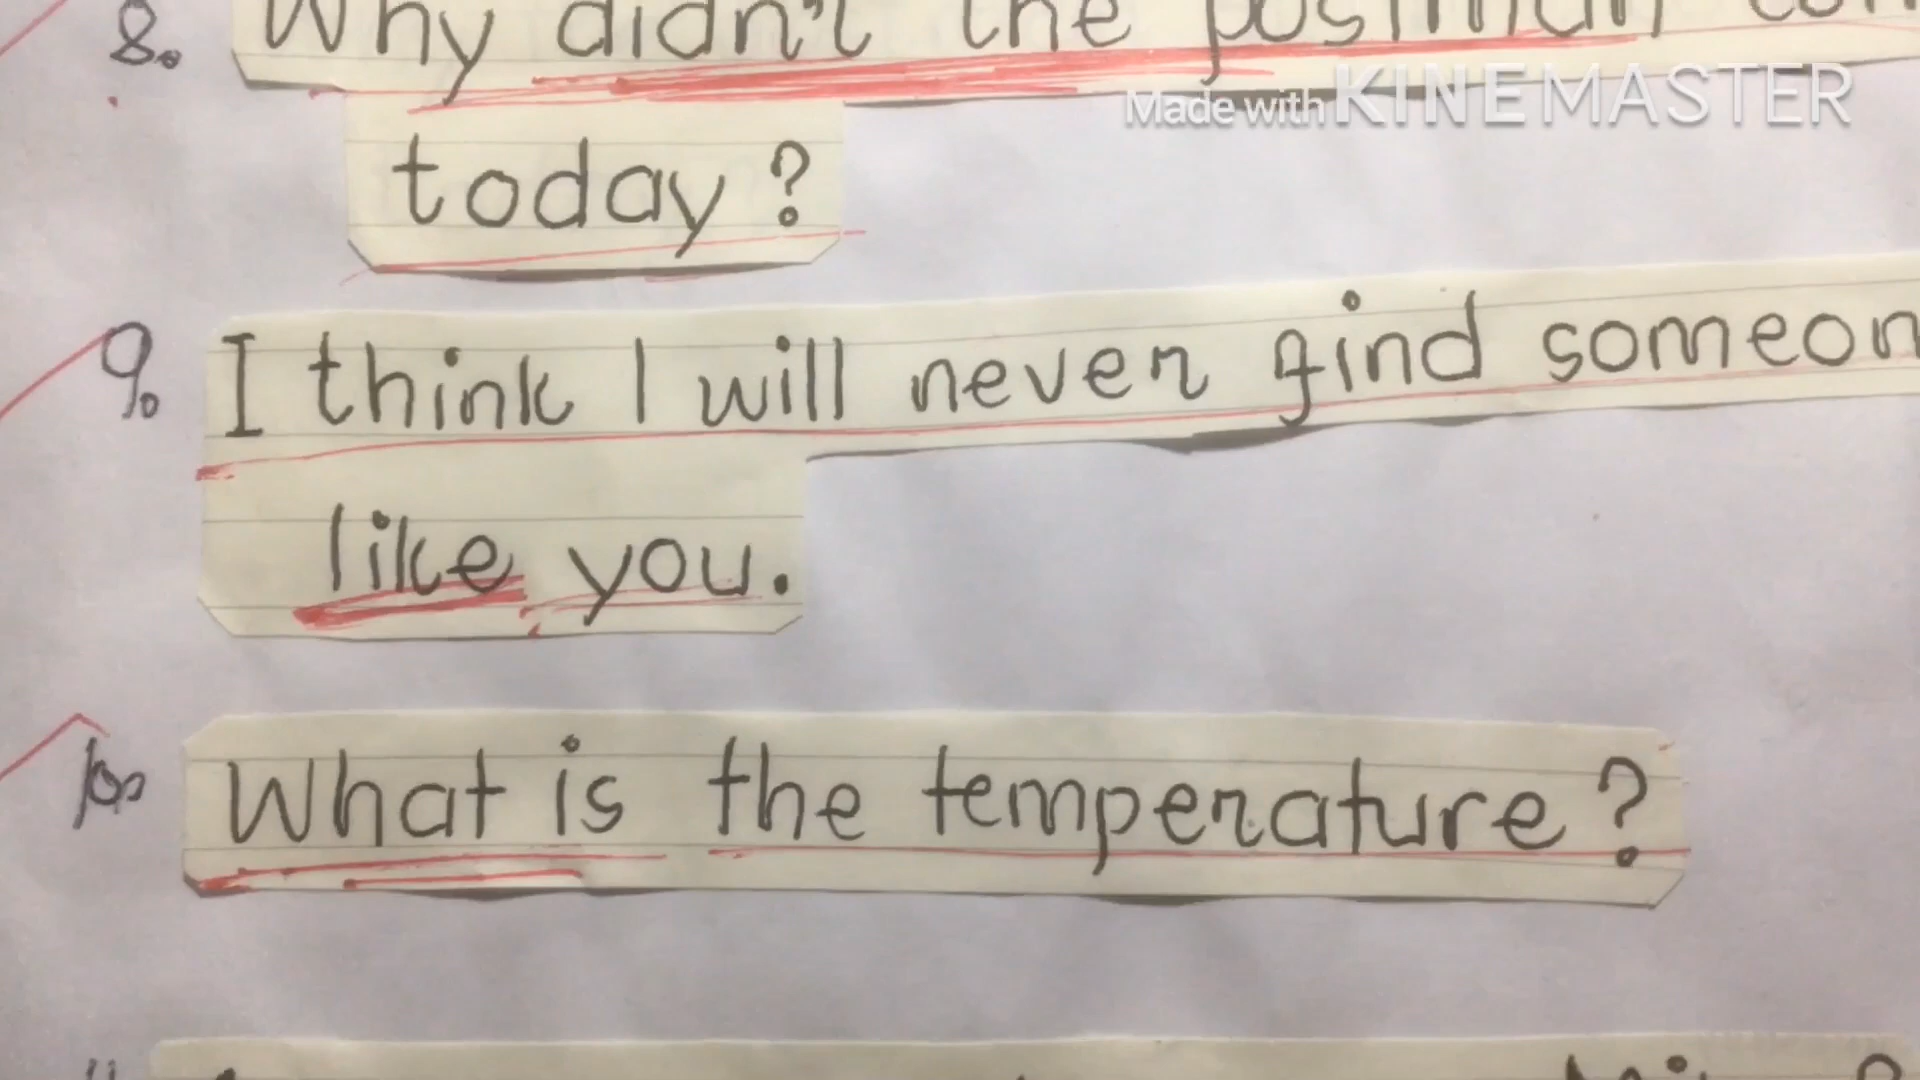 8. Why didn't the postman
Made with KINEMASTER
today?
9. I think I will never find someon
like you.
10. What is the temperature?